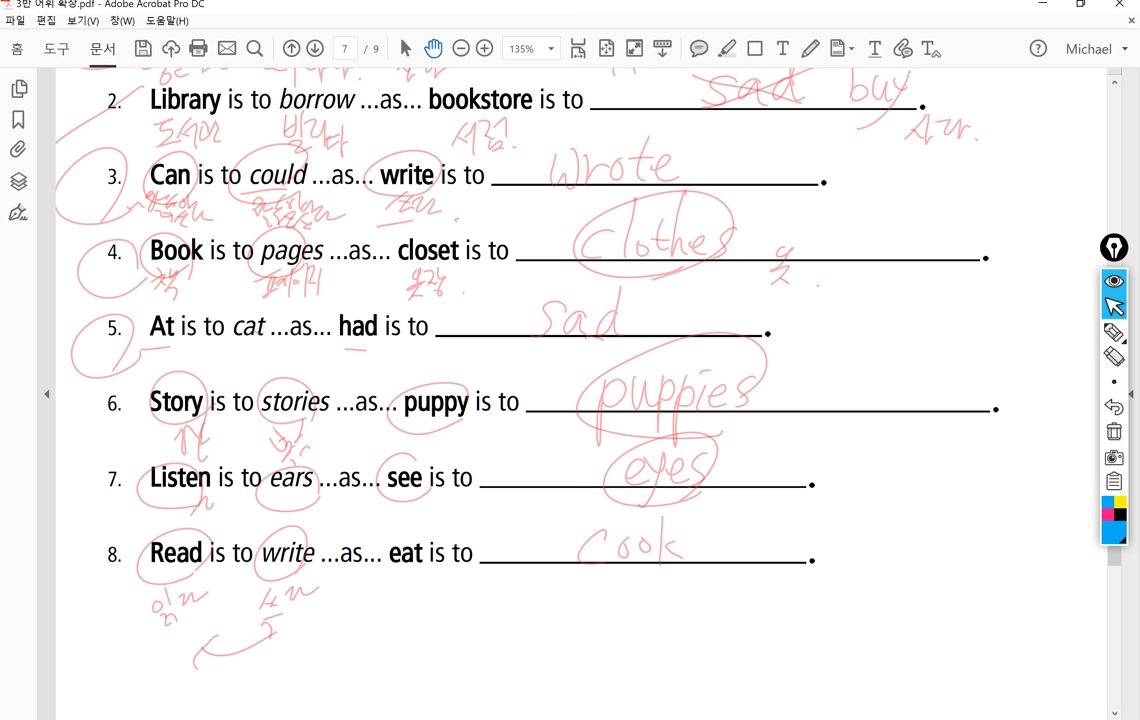 3만 어휘 확장.pdf - Adobe Acrobat Pro DC
파일 편집 보기(V) 창(W) 도움말(H)
홈 도구 문서 7 / 9 135% Michael
2. Library is to borrow ...as... bookstore is to sad buy.
도서관 빌리다 서점. 사다.
3. Can is to could ...as... write is to wrote.
쓰다.
4. Book is to pages ...as... closet is to clothes.
책 페이지 옷장. 옷.
5. At is to cat ...as... had is to sad.
6. Story is to stories ...as... puppy is to puppies.
7. Listen is to ears ...as... see is to eyes.
8. Read is to write ...as... eat is to cook.
읽다 쓰다